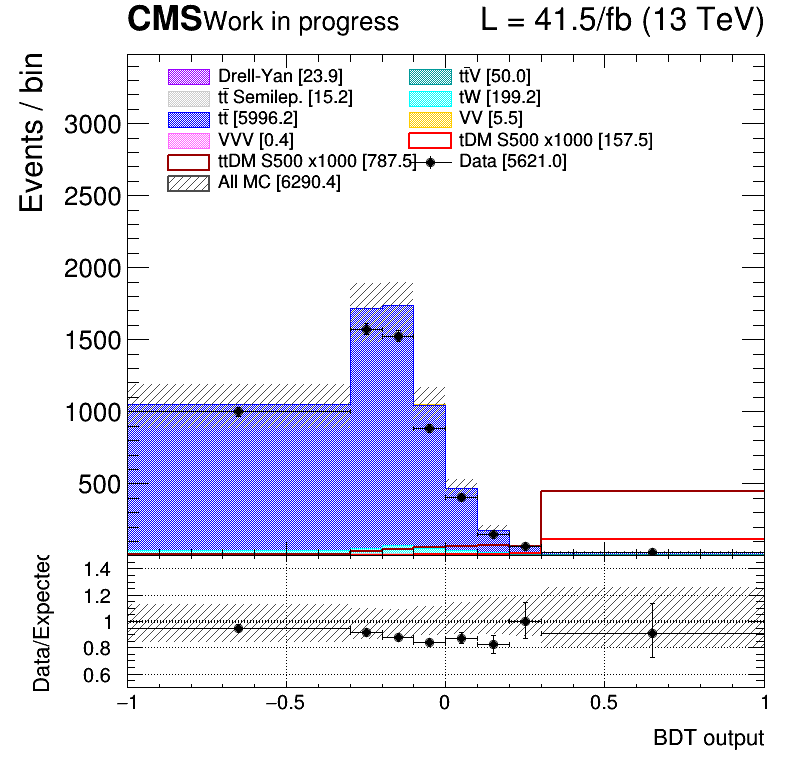 CMS Work in progress L = 41.5/fb (13 TeV)
Events / bin
Drell-Yan [23.9] tt̄V [50.0]
tt̄ Semilep. [15.2] tW [199.2]
tt̄ [5996.2] VV [5.5]
VVV [0.4] tDM S500 x1000 [157.5]
ttDM S500 x1000 [787.5] Data [5621.0]
All MC [6290.4]
3000
2500
2000
1500
1000
500
Data/Expected
1.4
1.2
1
0.8
0.6
−1 −0.5 0 0.5 1
BDT output